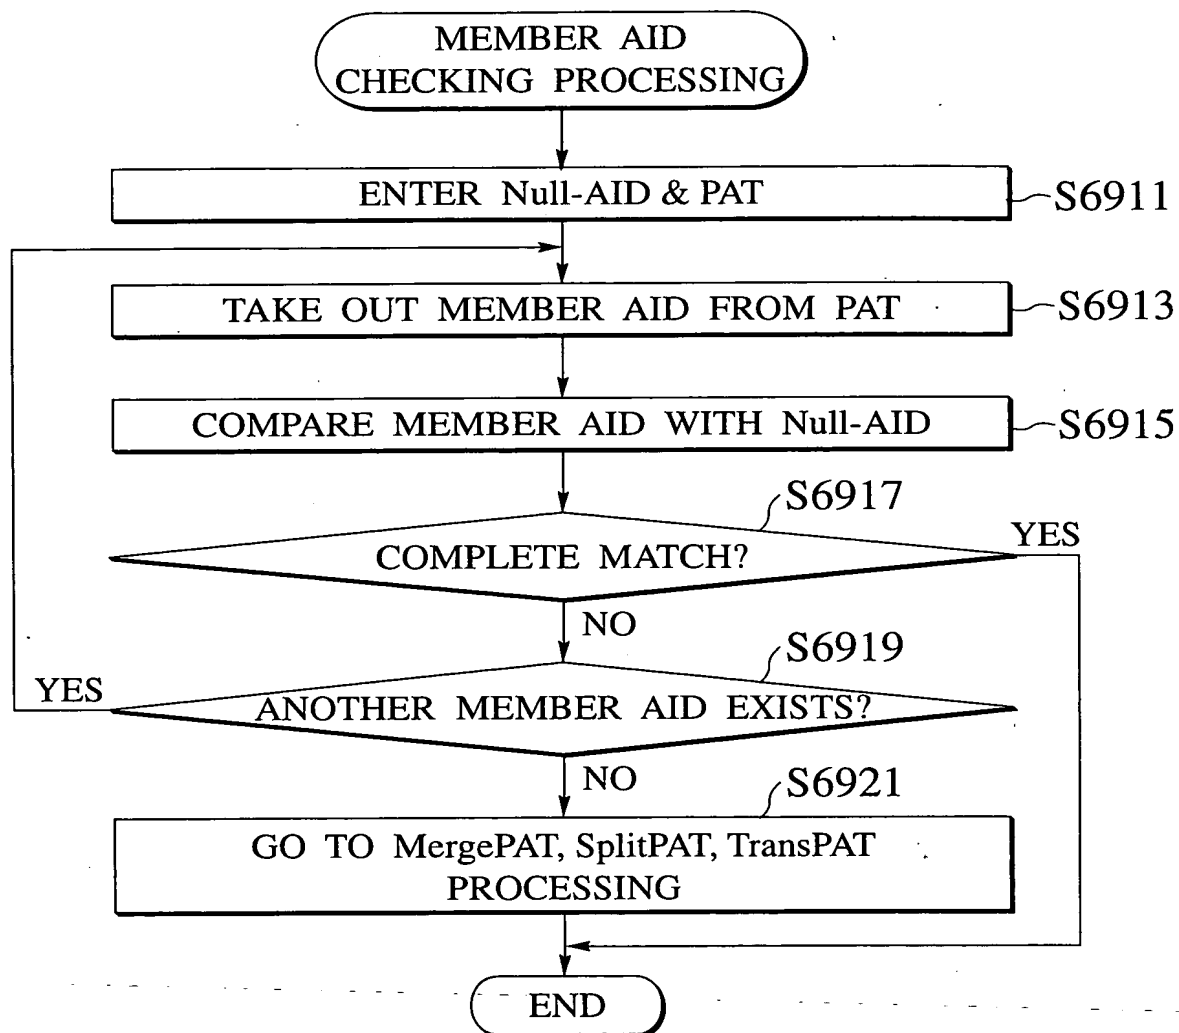 MEMBER AID
CHECKING PROCESSING
ENTER Null-AID & PAT
S6911
TAKE OUT MEMBER AID FROM PAT
S6913
COMPARE MEMBER AID WITH Null-AID
S6915
S6917
COMPLETE MATCH?
YES
NO
S6919
YES
ANOTHER MEMBER AID EXISTS?
NO
S6921
GO TO MergePAT, SplitPAT, TransPAT
PROCESSING
END